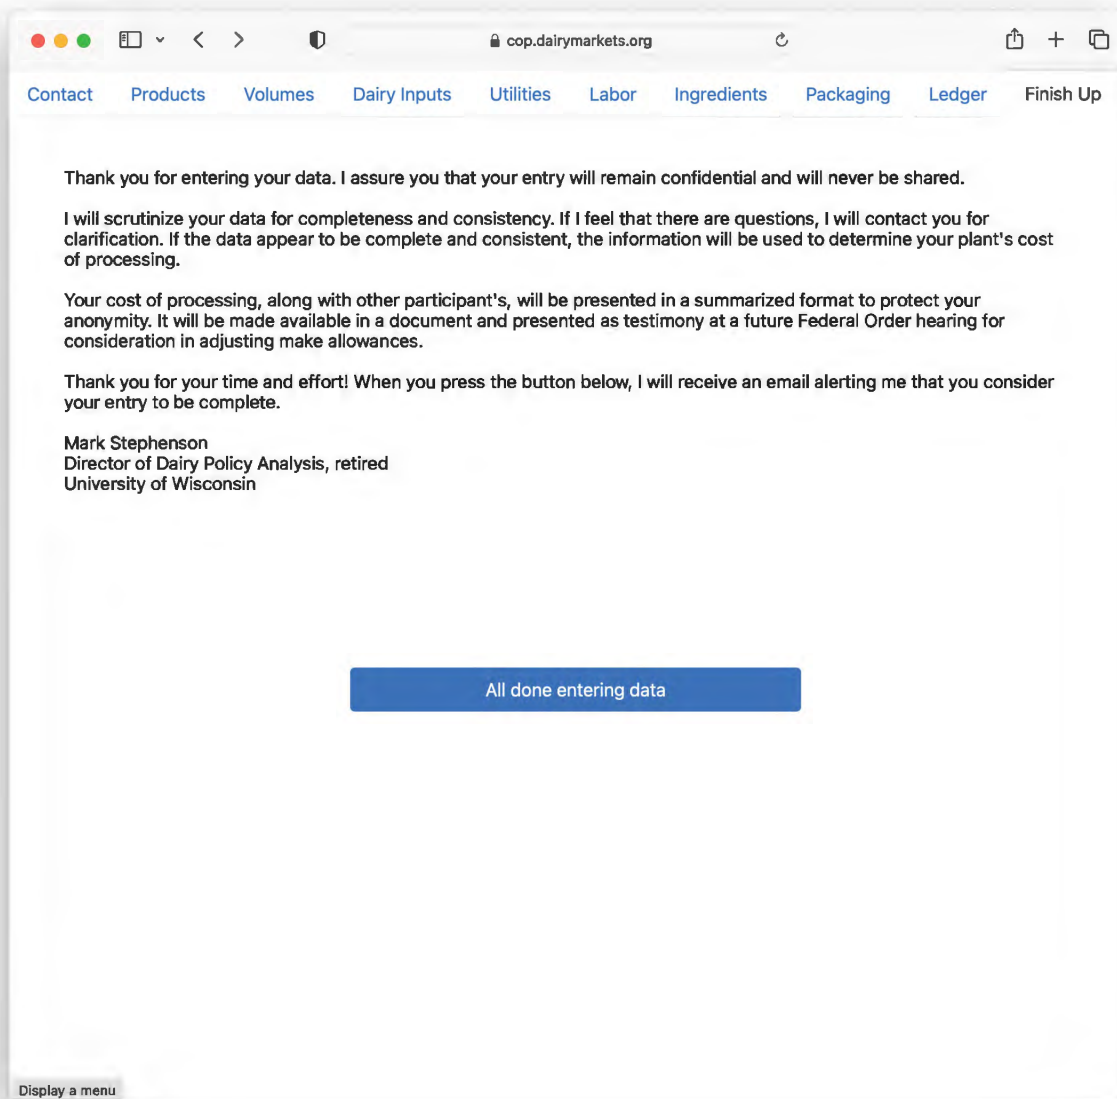 cop.dairymarkets.org
Contact Products Volumes Dairy Inputs Utilities Labor Ingredients Packaging Ledger Finish Up
Thank you for entering your data. I assure you that your entry will remain confidential and will never be shared.
I will scrutinize your data for completeness and consistency. If I feel that there are questions, I will contact you for
clarification. If the data appear to be complete and consistent, the information will be used to determine your plant's cost
of processing.
Your cost of processing, along with other participant's, will be presented in a summarized format to protect your
anonymity. It will be made available in a document and presented as testimony at a future Federal Order hearing for
consideration in adjusting make allowances.
Thank you for your time and effort! When you press the button below, I will receive an email alerting me that you consider
your entry to be complete.
Mark Stephenson
Director of Dairy Policy Analysis, retired
University of Wisconsin
All done entering data
Display a menu